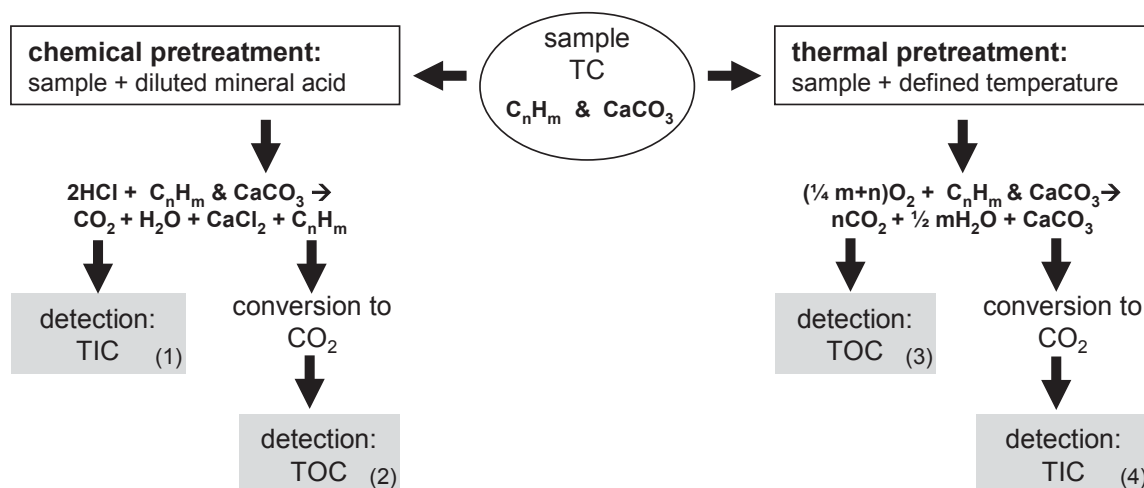 chemical pretreatment:
sample + diluted mineral acid
2HCl + CₙHₘ & CaCO₃ →
CO₂ + H₂O + CaCl₂ + CₙHₘ
detection:
TIC (1)
conversion to
CO₂
detection:
TOC (2)
sample
TC
CₙHₘ & CaCO₃
thermal pretreatment:
sample + defined temperature
(¼ m+n)O₂ + CₙHₘ & CaCO₃→
nCO₂ + ½ mH₂O + CaCO₃
detection:
TOC (3)
conversion to
CO₂
detection:
TIC (4)